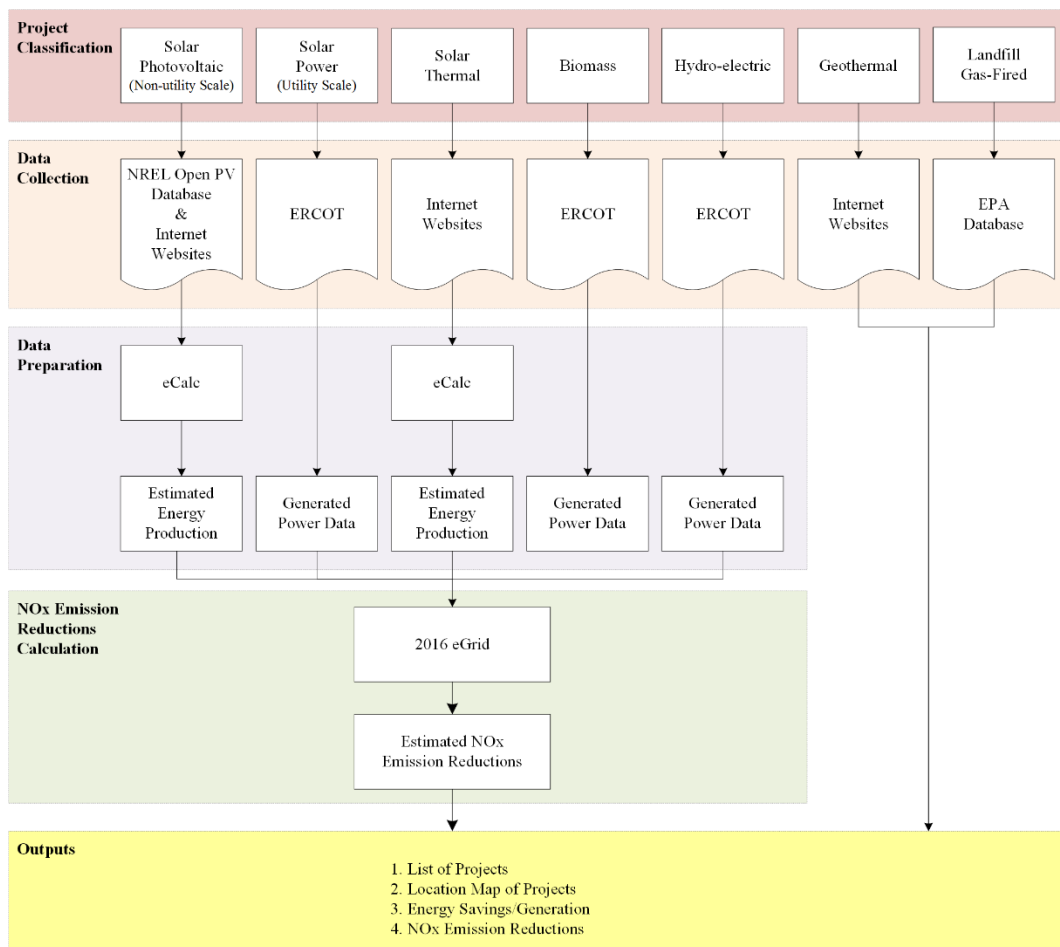 Project
Classification
Solar
Photovoltaic
(Non-utility Scale)
Solar
Power
(Utility Scale)
Solar
Thermal
Biomass
Hydro-electric
Geothermal
Landfill
Gas-Fired
Data
Collection
NREL Open PV
Database
&
Internet
Websites
ERCOT
Internet
Websites
ERCOT
ERCOT
Internet
Websites
EPA
Database
Data
Preparation
eCalc
eCalc
Estimated
Energy
Production
Generated
Power Data
Estimated
Energy
Production
Generated
Power Data
Generated
Power Data
NOx Emission
Reductions
Calculation
2016 eGrid
Estimated NOx
Emission Reductions
Outputs
1. List of Projects
2. Location Map of Projects
3. Energy Savings/Generation
4. NOx Emission Reductions